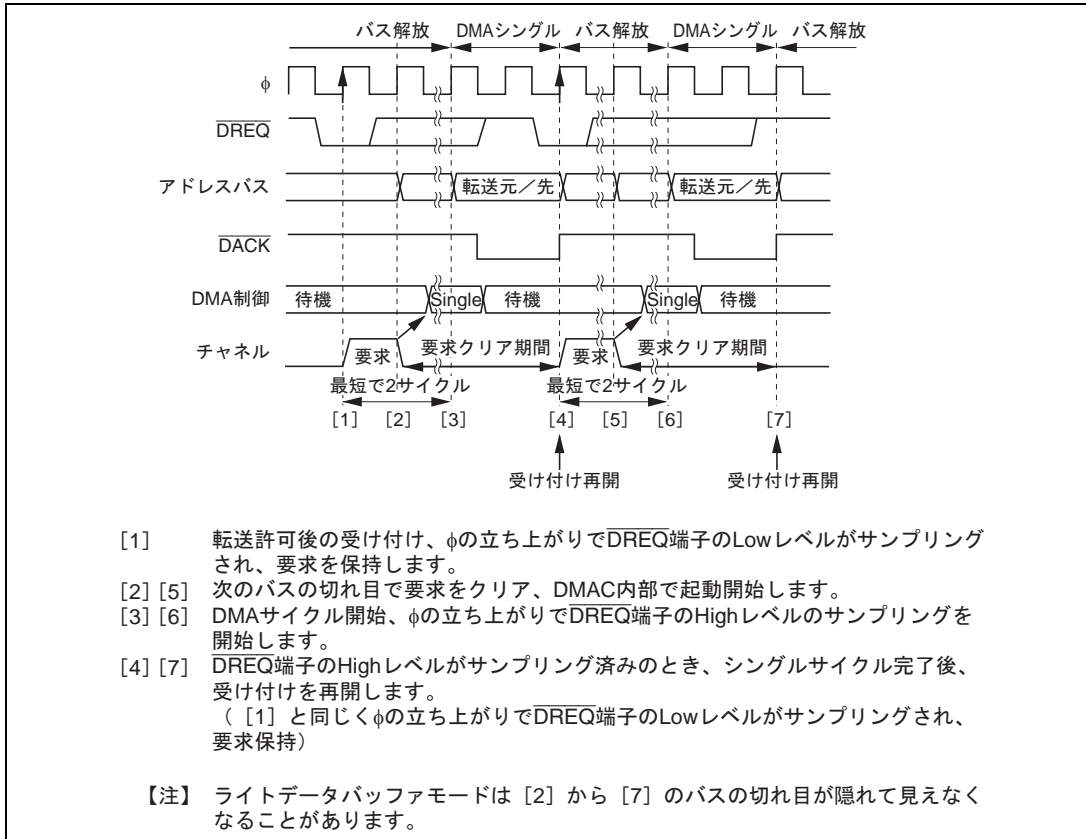 バス解放 DMAシングル バス解放 DMAシングル バス解放
φ
DREQ
アドレスバス 転送元／先 転送元／先
DACK
DMA制御 待機 Single 待機 Single 待機
チャネル 要求 要求クリア期間 要求 要求クリア期間
最短で2サイクル 最短で2サイクル
［1］ ［2］ ［3］ ［4］ ［5］ ［6］ ［7］
受け付け再開 受け付け再開
［1］ 転送許可後の受け付け、φの立ち上がりでDREQ端子のLowレベルがサンプリング
され、要求を保持します。
［2］［5］ 次のバスの切れ目で要求をクリア、DMAC内部で起動開始します。
［3］［6］ DMAサイクル開始、φの立ち上がりでDREQ端子のHighレベルのサンプリングを
開始します。
［4］［7］ DREQ端子のHighレベルがサンプリング済みのとき、シングルサイクル完了後、
受け付けを再開します。
（［1］と同じくφの立ち上がりでDREQ端子のLowレベルがサンプリングされ、
要求保持）
【注】 ライトデータバッファモードは［2］から［7］のバスの切れ目が隠れて見えなく
なることがあります。